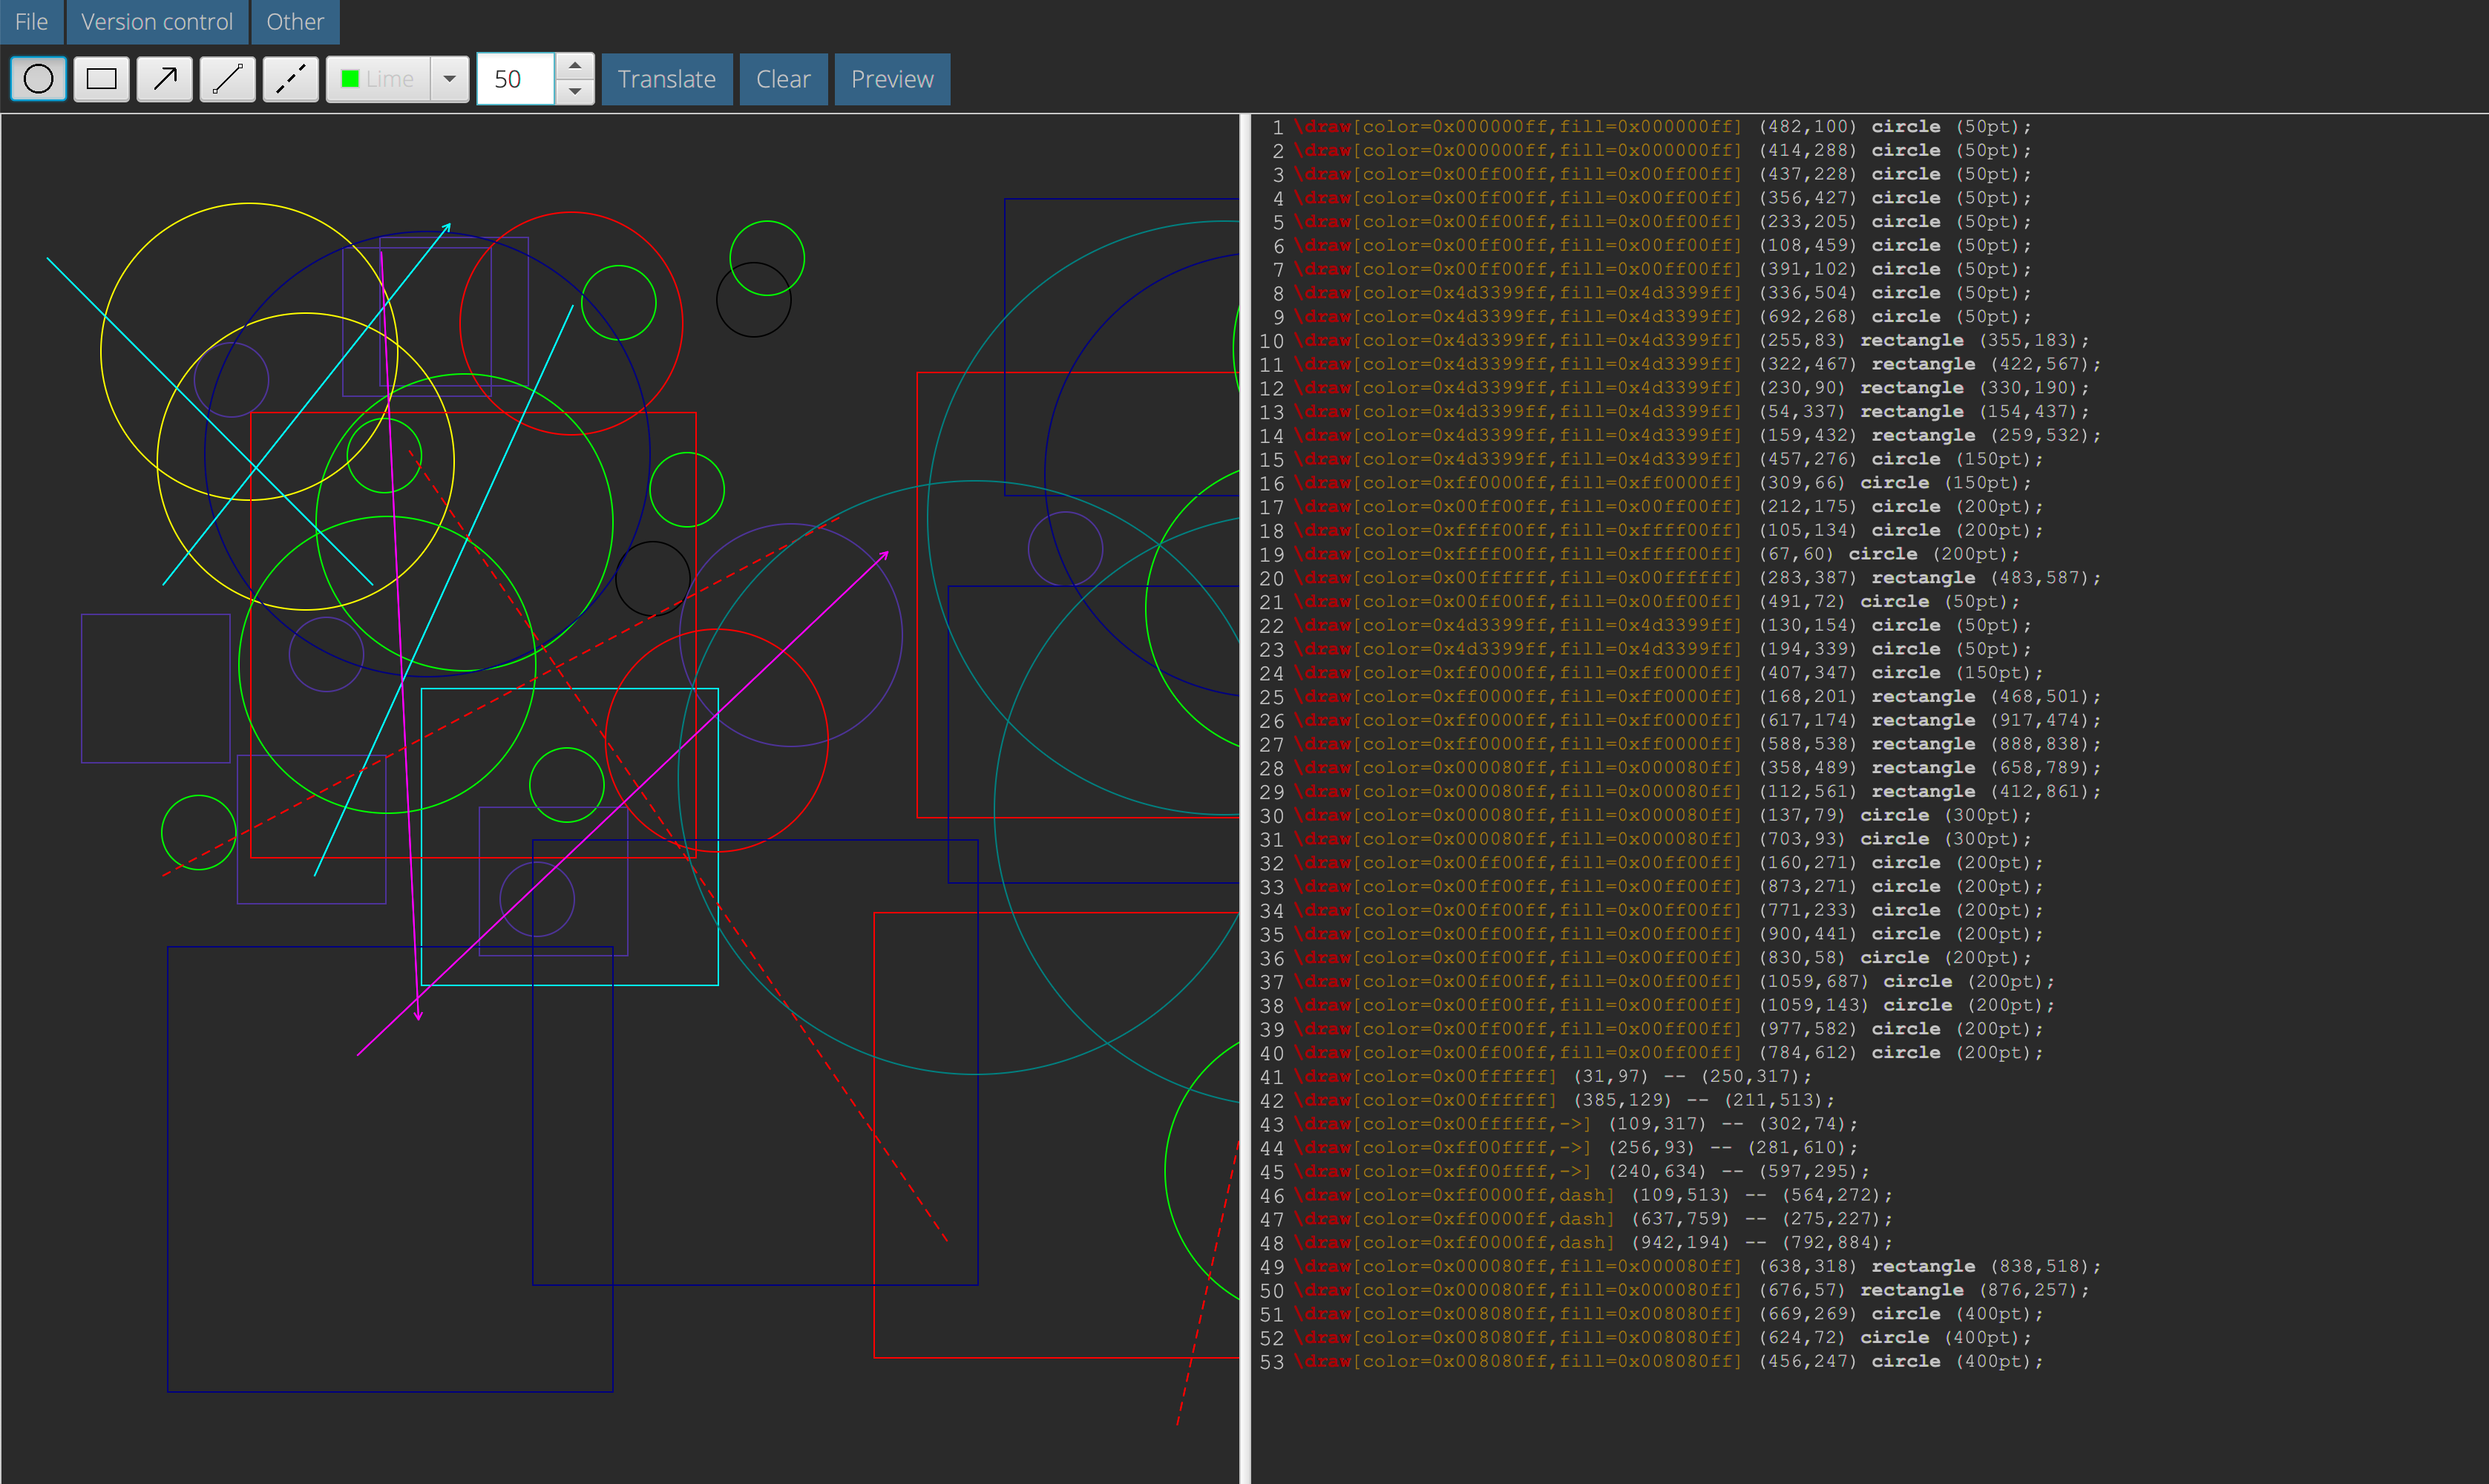 File Version control Other
Lime 50 Translate Clear Preview
1 \draw[color=0x000000ff,fill=0x000000ff] (482,100) circle (50pt);
2 \draw[color=0x000000ff,fill=0x000000ff] (414,288) circle (50pt);
3 \draw[color=0x00ff00ff,fill=0x00ff00ff] (437,228) circle (50pt);
4 \draw[color=0x00ff00ff,fill=0x00ff00ff] (356,427) circle (50pt);
5 \draw[color=0x00ff00ff,fill=0x00ff00ff] (233,205) circle (50pt);
6 \draw[color=0x00ff00ff,fill=0x00ff00ff] (108,459) circle (50pt);
7 \draw[color=0x00ff00ff,fill=0x00ff00ff] (391,102) circle (50pt);
8 \draw[color=0x4d3399ff,fill=0x4d3399ff] (336,504) circle (50pt);
9 \draw[color=0x4d3399ff,fill=0x4d3399ff] (692,268) circle (50pt);
10 \draw[color=0x4d3399ff,fill=0x4d3399ff] (255,83) rectangle (355,183);
11 \draw[color=0x4d3399ff,fill=0x4d3399ff] (322,467) rectangle (422,567);
12 \draw[color=0x4d3399ff,fill=0x4d3399ff] (230,90) rectangle (330,190);
13 \draw[color=0x4d3399ff,fill=0x4d3399ff] (54,337) rectangle (154,437);
14 \draw[color=0x4d3399ff,fill=0x4d3399ff] (159,432) rectangle (259,532);
15 \draw[color=0x4d3399ff,fill=0x4d3399ff] (457,276) circle (150pt);
16 \draw[color=0xff0000ff,fill=0xff0000ff] (309,66) circle (150pt);
17 \draw[color=0x00ff00ff,fill=0x00ff00ff] (212,175) circle (200pt);
18 \draw[color=0xffff00ff,fill=0xffff00ff] (105,134) circle (200pt);
19 \draw[color=0xffff00ff,fill=0xffff00ff] (67,60) circle (200pt);
20 \draw[color=0x00ffffff,fill=0x00ffffff] (283,387) rectangle (483,587);
21 \draw[color=0x00ff00ff,fill=0x00ff00ff] (491,72) circle (50pt);
22 \draw[color=0x4d3399ff,fill=0x4d3399ff] (130,154) circle (50pt);
23 \draw[color=0x4d3399ff,fill=0x4d3399ff] (194,339) circle (50pt);
24 \draw[color=0xff0000ff,fill=0xff0000ff] (407,347) circle (150pt);
25 \draw[color=0xff0000ff,fill=0xff0000ff] (168,201) rectangle (468,501);
26 \draw[color=0xff0000ff,fill=0xff0000ff] (617,174) rectangle (917,474);
27 \draw[color=0xff0000ff,fill=0xff0000ff] (588,538) rectangle (888,838);
28 \draw[color=0x000080ff,fill=0x000080ff] (358,489) rectangle (658,789);
29 \draw[color=0x000080ff,fill=0x000080ff] (112,561) rectangle (412,861);
30 \draw[color=0x000080ff,fill=0x000080ff] (137,79) circle (300pt);
31 \draw[color=0x000080ff,fill=0x000080ff] (703,93) circle (300pt);
32 \draw[color=0x00ff00ff,fill=0x00ff00ff] (160,271) circle (200pt);
33 \draw[color=0x00ff00ff,fill=0x00ff00ff] (873,271) circle (200pt);
34 \draw[color=0x00ff00ff,fill=0x00ff00ff] (771,233) circle (200pt);
35 \draw[color=0x00ff00ff,fill=0x00ff00ff] (900,441) circle (200pt);
36 \draw[color=0x00ff00ff,fill=0x00ff00ff] (830,58) circle (200pt);
37 \draw[color=0x00ff00ff,fill=0x00ff00ff] (1059,687) circle (200pt);
38 \draw[color=0x00ff00ff,fill=0x00ff00ff] (1059,143) circle (200pt);
39 \draw[color=0x00ff00ff,fill=0x00ff00ff] (977,582) circle (200pt);
40 \draw[color=0x00ff00ff,fill=0x00ff00ff] (784,612) circle (200pt);
41 \draw[color=0x00ffffff] (31,97) -- (250,317);
42 \draw[color=0x00ffffff] (385,129) -- (211,513);
43 \draw[color=0x00ffffff,->] (109,317) -- (302,74);
44 \draw[color=0xff00ffff,->] (256,93) -- (281,610);
45 \draw[color=0xff00ffff,->] (240,634) -- (597,295);
46 \draw[color=0xff0000ff,dash] (109,513) -- (564,272);
47 \draw[color=0xff0000ff,dash] (637,759) -- (275,227);
48 \draw[color=0xff0000ff,dash] (942,194) -- (792,884);
49 \draw[color=0x000080ff,fill=0x000080ff] (638,318) rectangle (838,518);
50 \draw[color=0x000080ff,fill=0x000080ff] (676,57) rectangle (876,257);
51 \draw[color=0x008080ff,fill=0x008080ff] (669,269) circle (400pt);
52 \draw[color=0x008080ff,fill=0x008080ff] (624,72) circle (400pt);
53 \draw[color=0x008080ff,fill=0x008080ff] (456,247) circle (400pt);